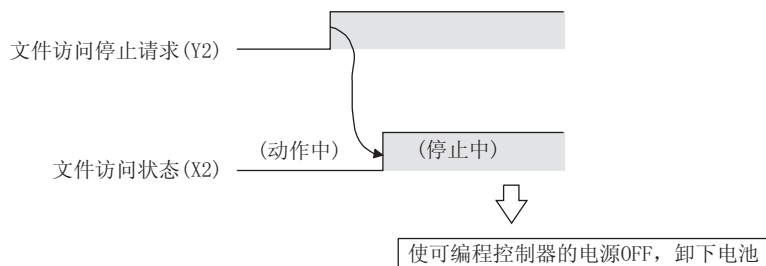 文件访问停止请求(Y2)
(动作中)
(停止中)
文件访问状态(X2)
使可编程控制器的电源OFF，卸下电池